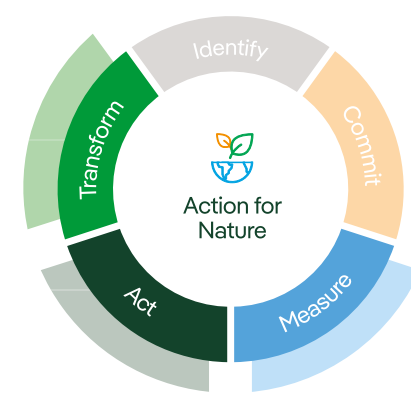 Identify
Commit
Measure
Act
Transform
Action for
Nature